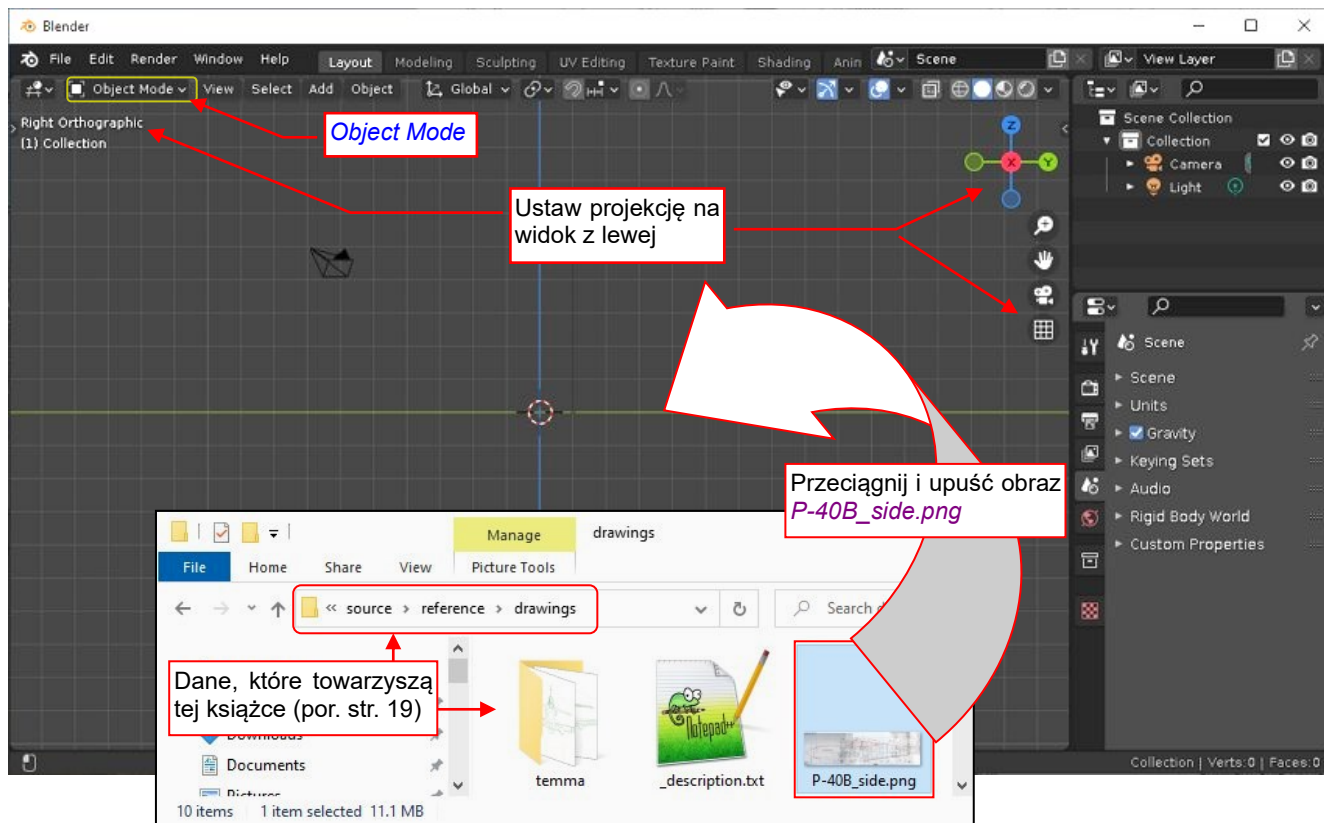 Blender
File Edit Render Window Help Layout Modeling Sculpting UV Editing Texture Paint Shading Anin Scene View Layer
Object Mode View Select Add Object Global
Right Orthographic
(1) Collection
Object Mode
Scene Collection
Collection
Camera
Light
Z
X
Y
Ustaw projekcję na
widok z lewej
Scene
Scene
Units
Gravity
Keying Sets
Audio
Rigid Body World
Custom Properties
Przeciągnij i upuść obraz
P-40B_side.png
Manage drawings
File Home Share View Picture Tools
« source › reference › drawings Search
Dane, które towarzyszą
tej książce (por. str. 19)
Downloads
Documents
Pictures
Notepad++
temma _description.txt P-40B_side.png
10 items 1 item selected 11.1 MB
Collection | Verts:0 | Faces:0